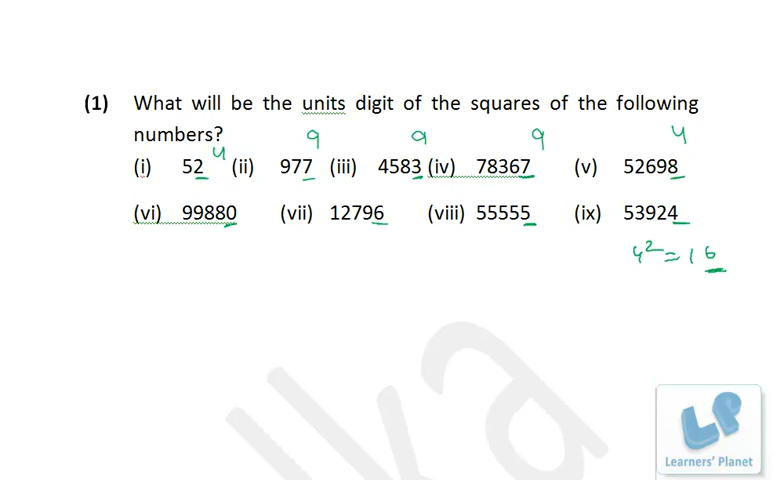 (1) What will be the units digit of the squares of the following
numbers?
9 9 9 4
(i) 52 4 (ii) 977 (iii) 4583 (iv) 78367 (v) 52698
(vi) 99880 (vii) 12796 (viii) 55555 (ix) 53924
4² = 16
lka
LP
Learners' Planet